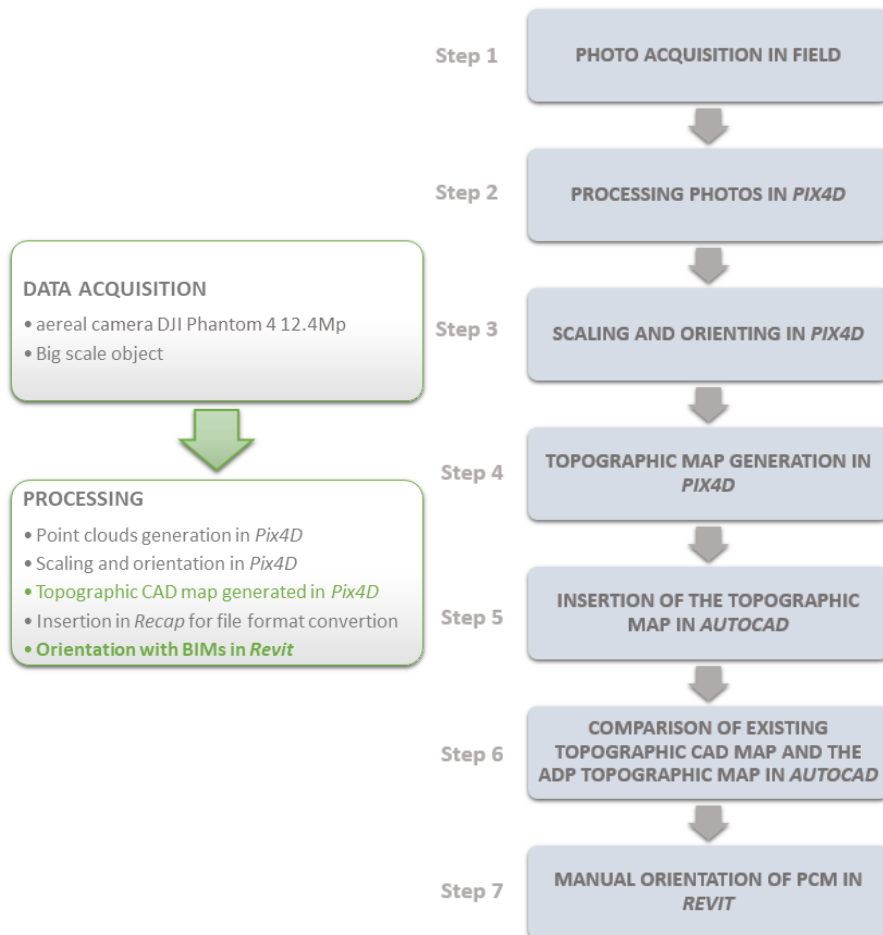 DATA ACQUISITION
• aereal camera DJI Phantom 4 12.4Mp
• Big scale object
PROCESSING
• Point clouds generation in Pix4D
• Scaling and orientation in Pix4D
• Topographic CAD map generated in Pix4D
• Insertion in Recap for file format convertion
• Orientation with BIMs in Revit
Step 1
PHOTO ACQUISITION IN FIELD
Step 2
PROCESSING PHOTOS IN PIX4D
Step 3
SCALING AND ORIENTING IN PIX4D
Step 4
TOPOGRAPHIC MAP GENERATION IN
PIX4D
Step 5
INSERTION OF THE TOPOGRAPHIC
MAP IN AUTOCAD
Step 6
COMPARISON OF EXISTING
TOPOGRAPHIC CAD MAP AND THE
ADP TOPOGRAPHIC MAP IN AUTOCAD
Step 7
MANUAL ORIENTATION OF PCM IN
REVIT